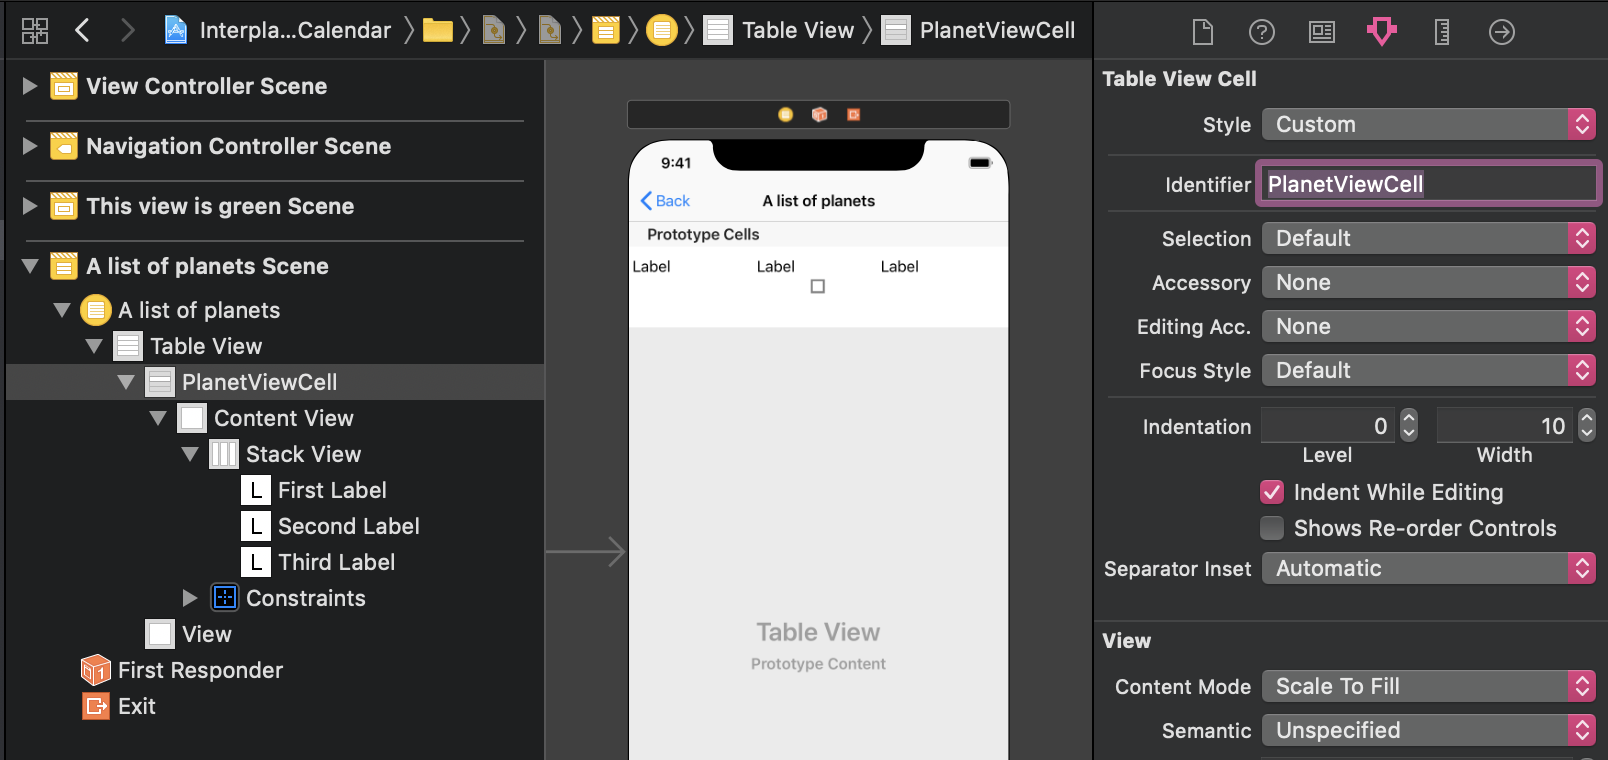 Interpla...Calendar
Table View
PlanetViewCell
View Controller Scene
Navigation Controller Scene
This view is green Scene
A list of planets Scene
A list of planets
Table View
PlanetViewCell
Content View
Stack View
L First Label
L Second Label
L Third Label
Constraints
View
1 First Responder
Exit
9:41
Back
A list of planets
Prototype Cells
Label Label Label
Table View
Prototype Content
Table View Cell
Style Custom
Identifier PlanetViewCell
Selection Default
Accessory None
Editing Acc. None
Focus Style Default
Indentation 0 10
Level Width
Indent While Editing
Shows Re-order Controls
Separator Inset Automatic
View
Content Mode Scale To Fill
Semantic Unspecified